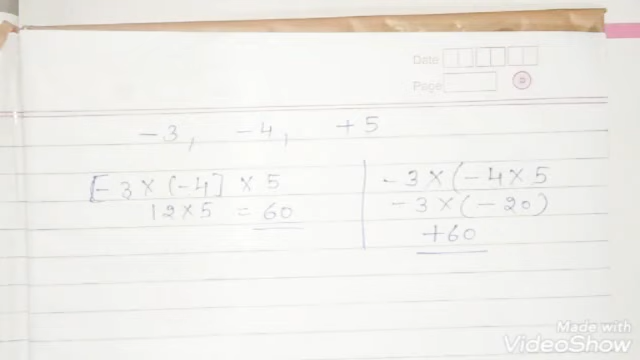 Date
Page
-3, -4, +5
[-3×(-4] × 5
12×5 = 60
-3×(-4×5
-3×(-20)
+60
Made with
VideoShow